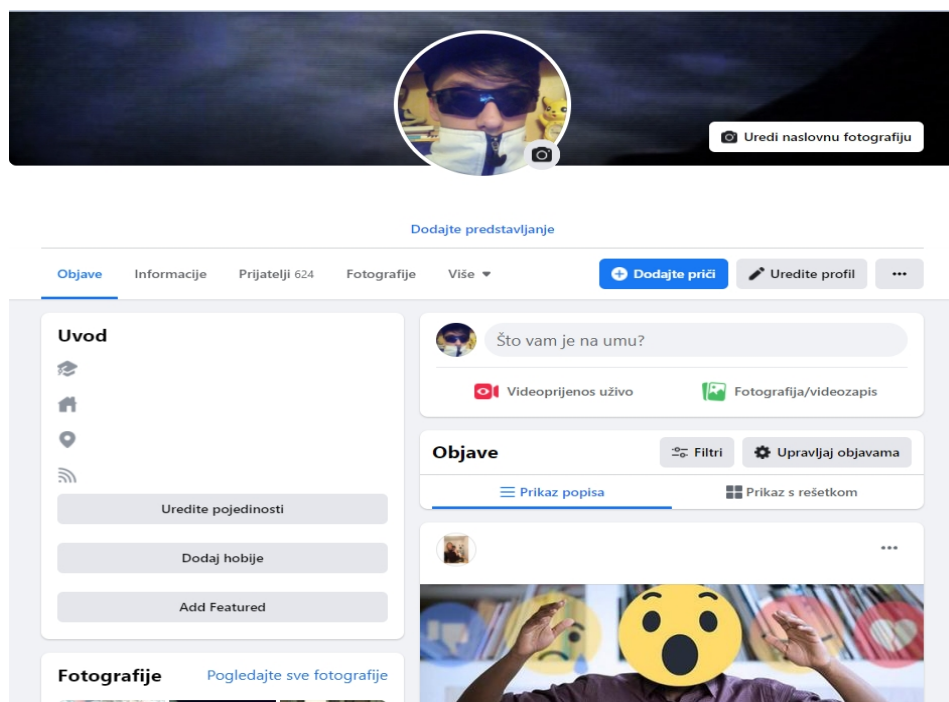 Uredi naslovnu fotografiju
Dodajte predstavljanje
Objave Informacije Prijatelji 624 Fotografije Više
Dodajte priči Uredite profil
Uvod
Uredite pojedinosti
Dodaj hobije
Add Featured
Fotografije Pogledajte sve fotografije
Što vam je na umu?
Videoprijenos uživo Fotografija/videozapis
Objave Filtri Upravljaj objavama
Prikaz popisa Prikaz s rešetkom